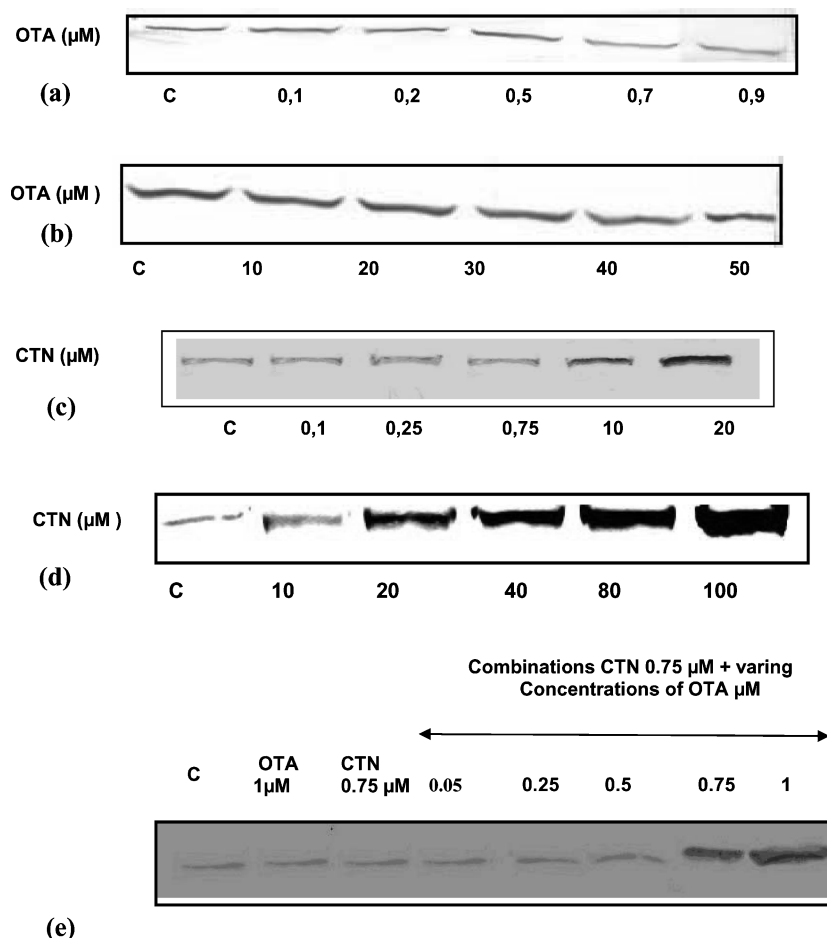 OTA (µM)
(a)
C 0,1 0,2 0,5 0,7 0,9
OTA (µM )
(b)
C 10 20 30 40 50
CTN (µM)
(c)
C 0,1 0,25 0,75 10 20
CTN (µM )
(d)
C 10 20 40 80 100
Combinations CTN 0.75 µM + varing
Concentrations of OTA µM
C OTA CTN
1µM 0.75 µM 0.05 0.25 0.5 0.75 1
(e)